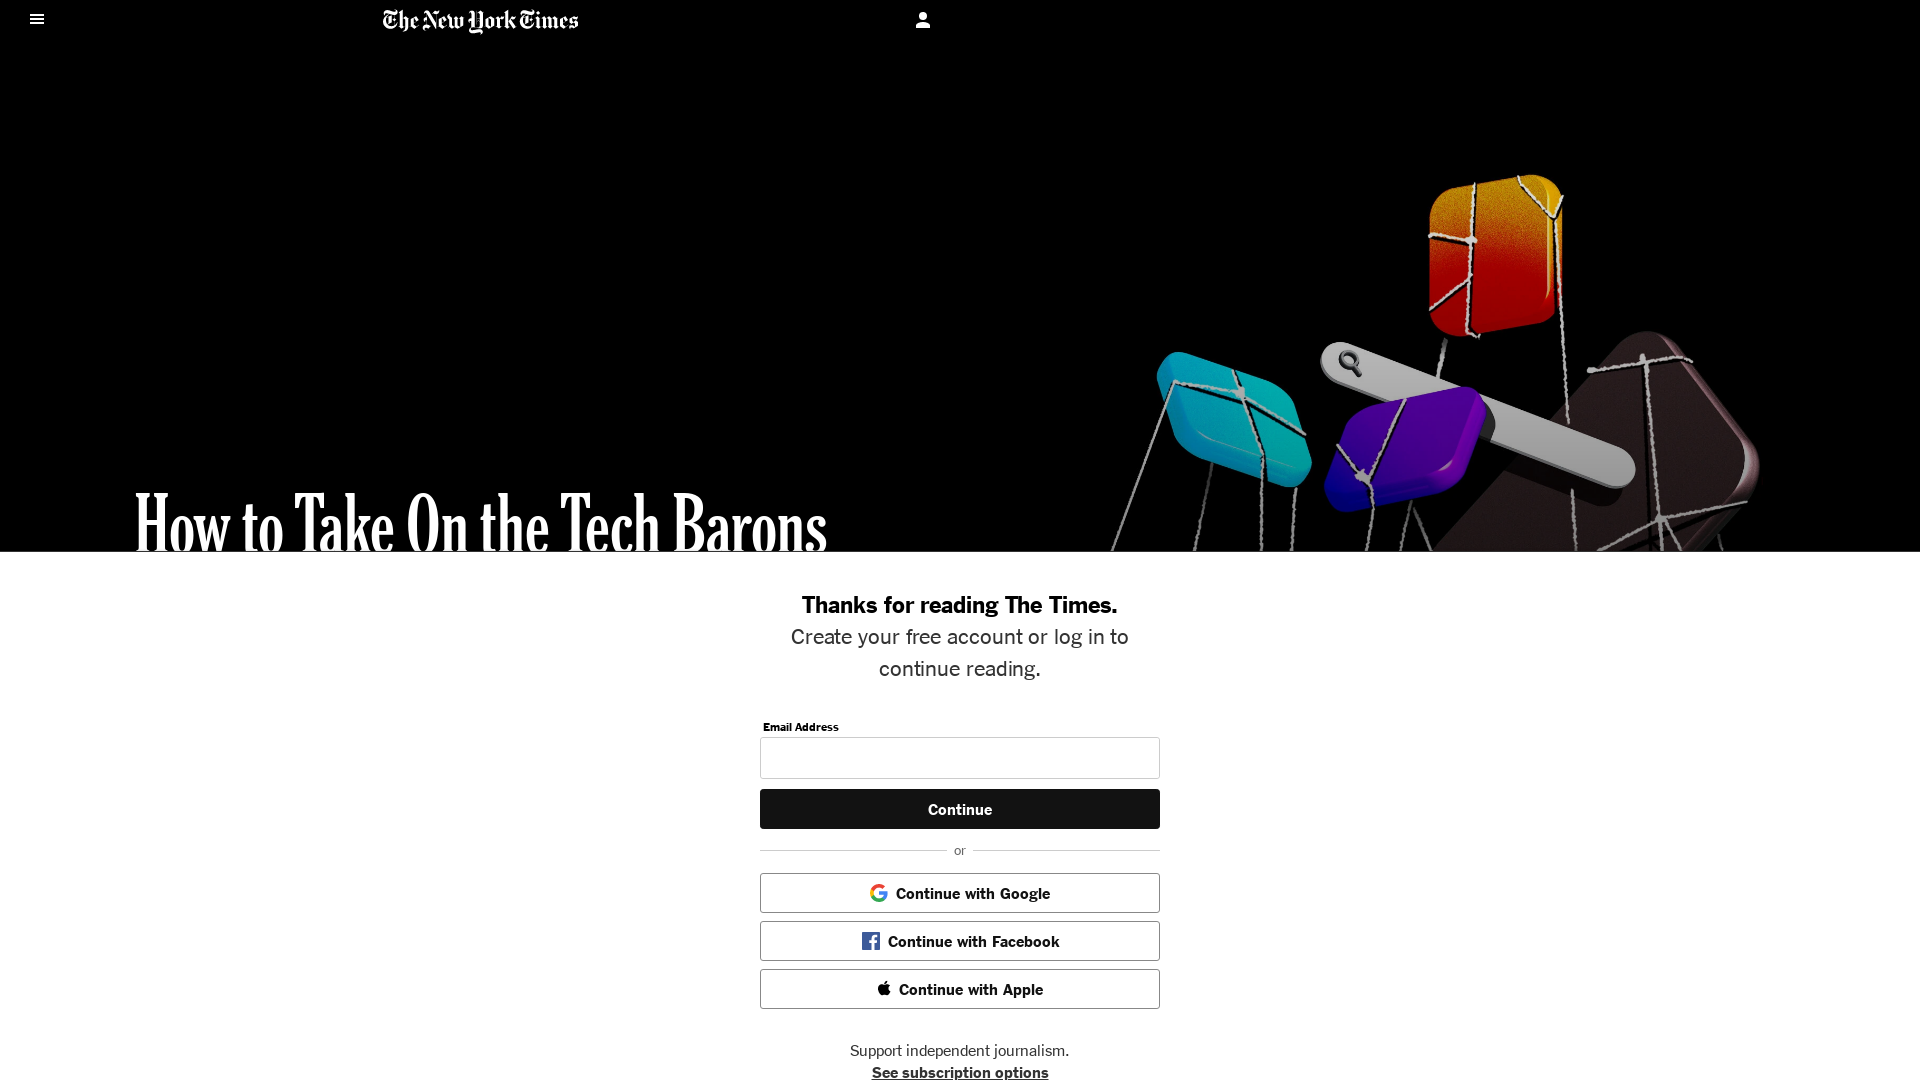 The New York Times
How to Take On the Tech Barons
Thanks for reading The Times.
Create your free account or log in to
continue reading.
Email Address
Continue
or
Continue with Google
Continue with Facebook
Continue with Apple
Support independent journalism.
See subscription options